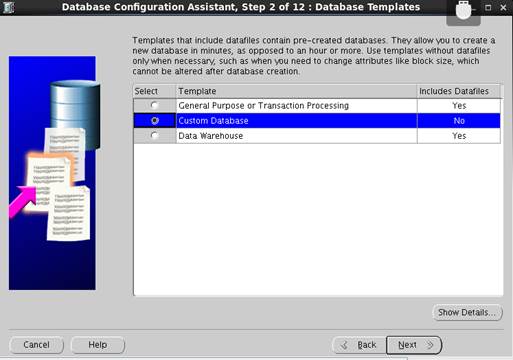 Database Configuration Assistant, Step 2 of 12 : Database Templates
Templates that include datafiles contain pre-created databases. They allow you to create a
new database in minutes, as opposed to an hour or more. Use templates without datafiles
only when necessary, such as when you need to change attributes like block size, which
cannot be altered after database creation.
Select Template Includes Datafiles
General Purpose or Transaction Processing Yes
Custom Database No
Data Warehouse Yes
Show Details...
Cancel Help Back Next